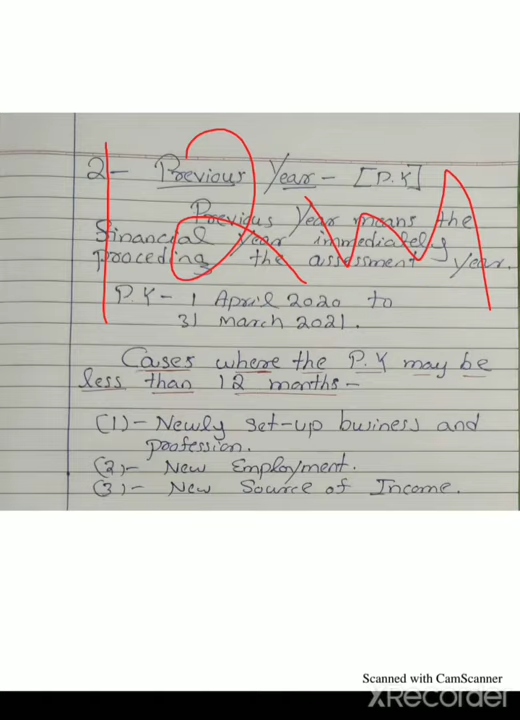 2- Previous Year - [P.Y]
Previous Year means the
financial year immediately
proceding the assessment year.
P.Y - 1 April 2020 to
31 march 2021.
Cases where the P.Y may be
less than 12 months -
(1)- Newly set-up business and
profession.
(2)- New Employment.
(3)- New Source of Income.
Scanned with CamScanner
XRecorder